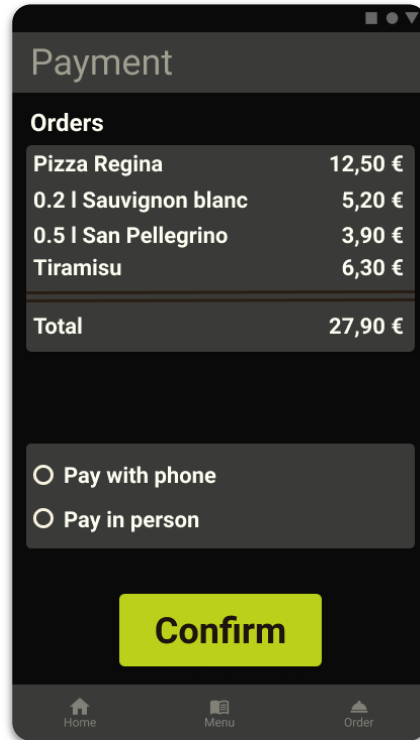 Payment
Orders
Pizza Regina 12,50 €
0.2 l Sauvignon blanc 5,20 €
0.5 l San Pellegrino 3,90 €
Tiramisu 6,30 €
Total 27,90 €
Pay with phone
Pay in person
Confirm
Home Menu Order